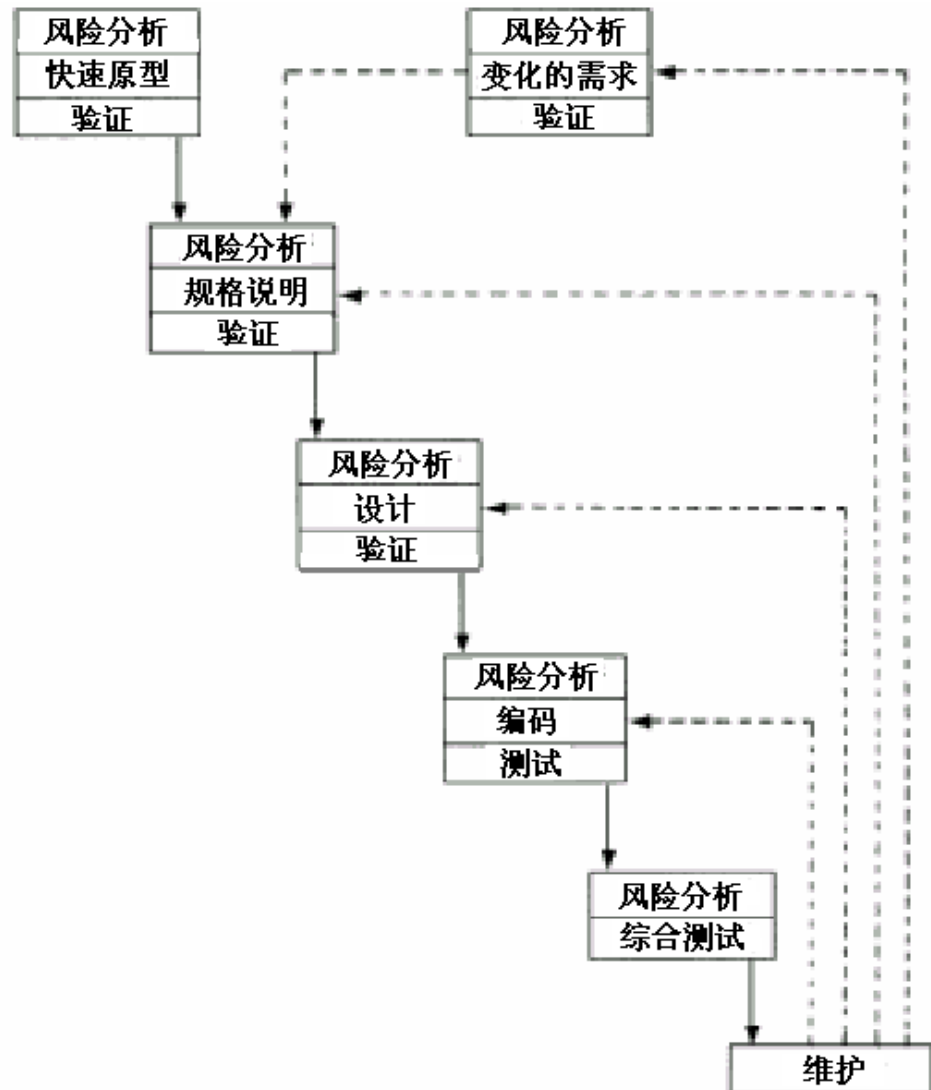 风险分析
快速原型
验证
风险分析
变化的需求
验证
风险分析
规格说明
验证
风险分析
设计
验证
风险分析
编码
测试
风险分析
综合测试
维护